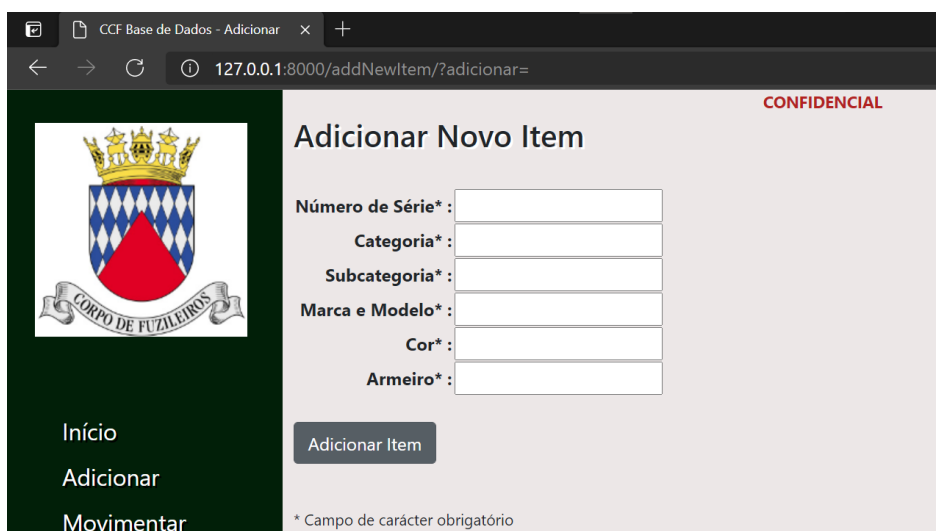 CCF Base de Dados - Adicionar
127.0.0.1:8000/addNewItem/?adicionar=
CONFIDENCIAL
CORPO DE FUZILEIROS
Início
Adicionar
Movimentar
Adicionar Novo Item
Número de Série* :
Categoria* :
Subcategoria* :
Marca e Modelo* :
Cor* :
Armeiro* :
Adicionar Item
* Campo de carácter obrigatório